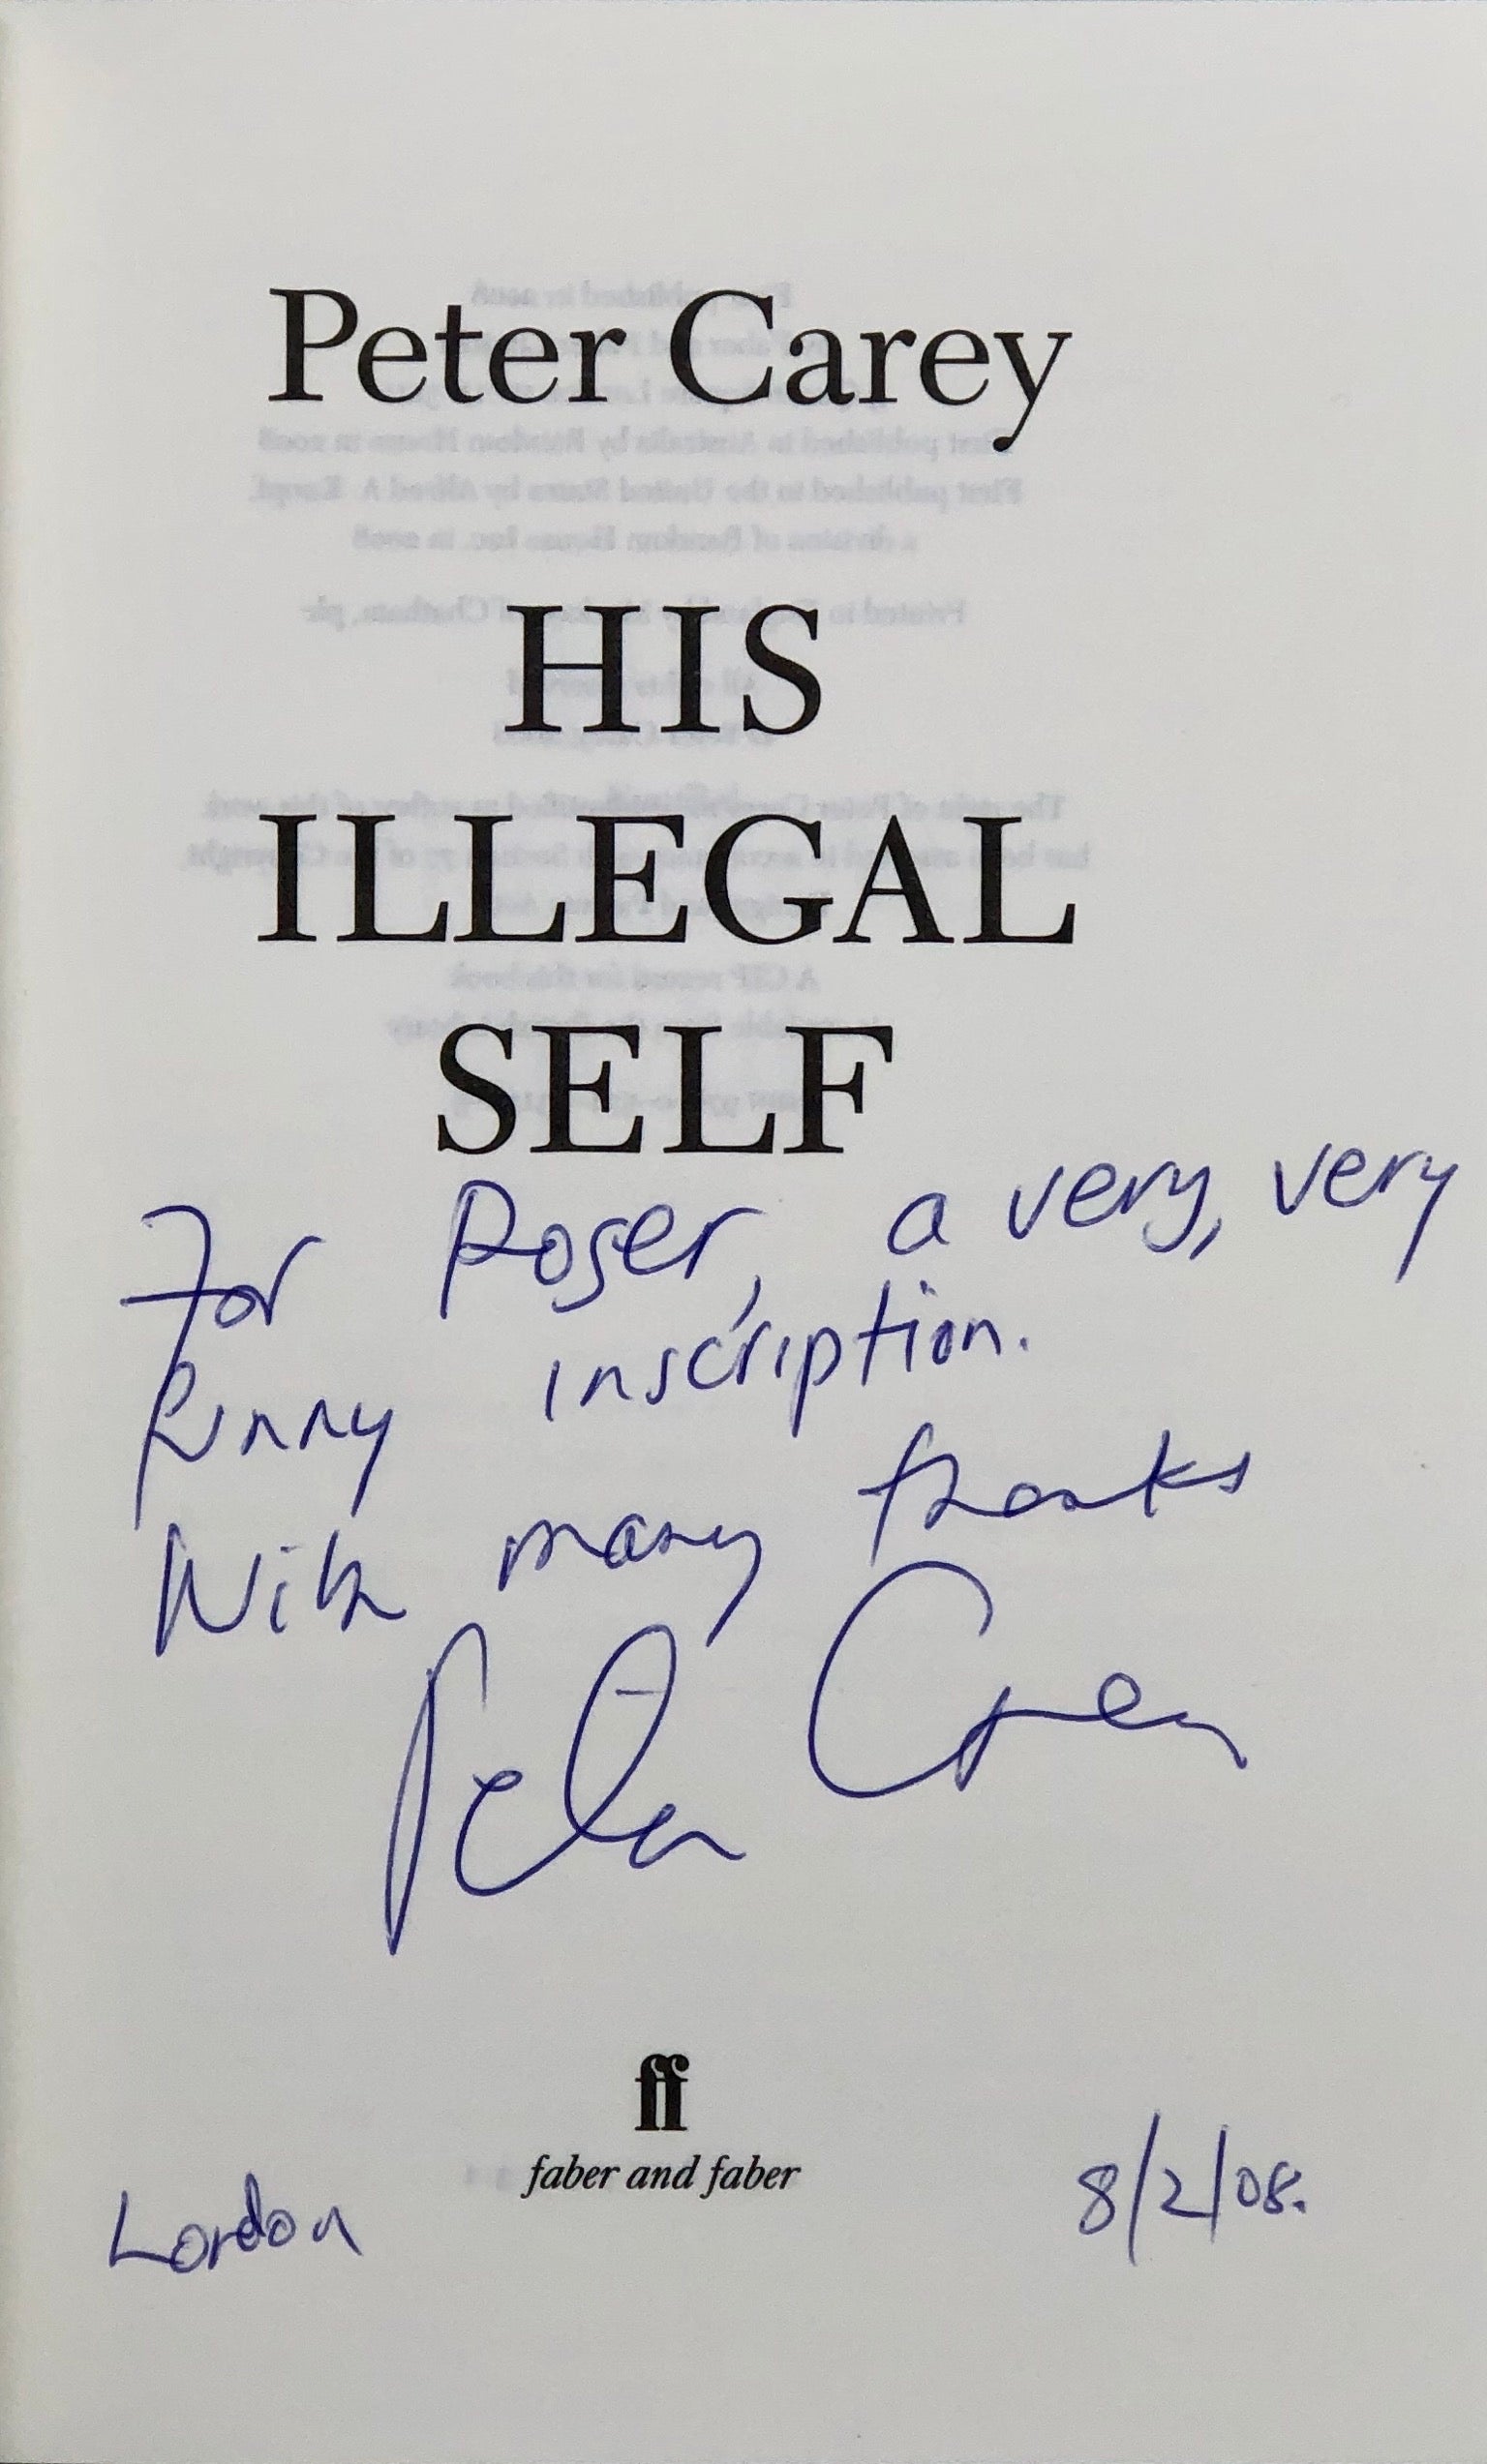 Peter Carey
HIS
ILLEGAL
SELF
For Roger, a very, very
funny inscription.
With many thanks
Peter Carey
ff
faber and faber
London
8/2/08.